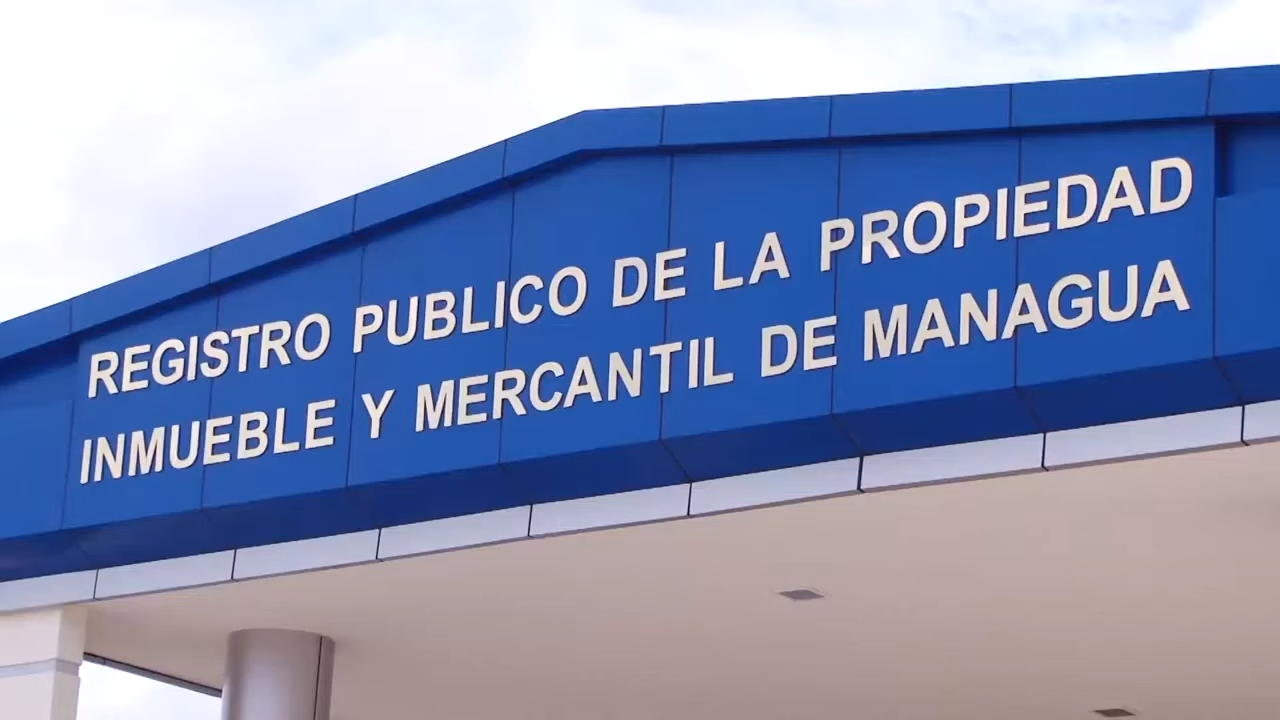 REGISTRO PUBLICO DE LA PROPIEDAD
INMUEBLE Y MERCANTIL DE MANAGUA